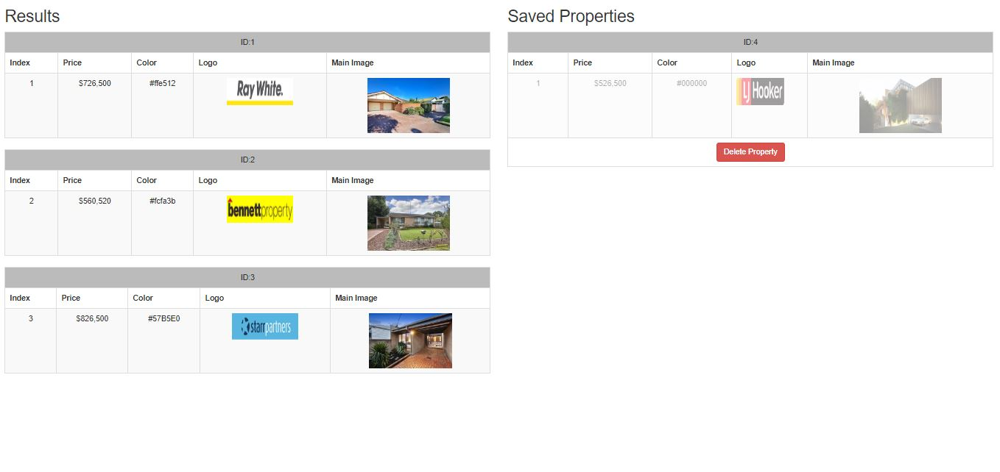 Results
ID:1
Index Price Color Logo Main Image
1 $726,500 #ffe512 Ray White.
ID:2
Index Price Color Logo Main Image
2 $560,520 #fcfa3b bennettproperty
ID:3
Index Price Color Logo Main Image
3 $826,500 #57B5E0 starrpartners
Saved Properties
ID:4
Index Price Color Logo Main Image
1 $526,500 #000000 LJ Hooker
Delete Property